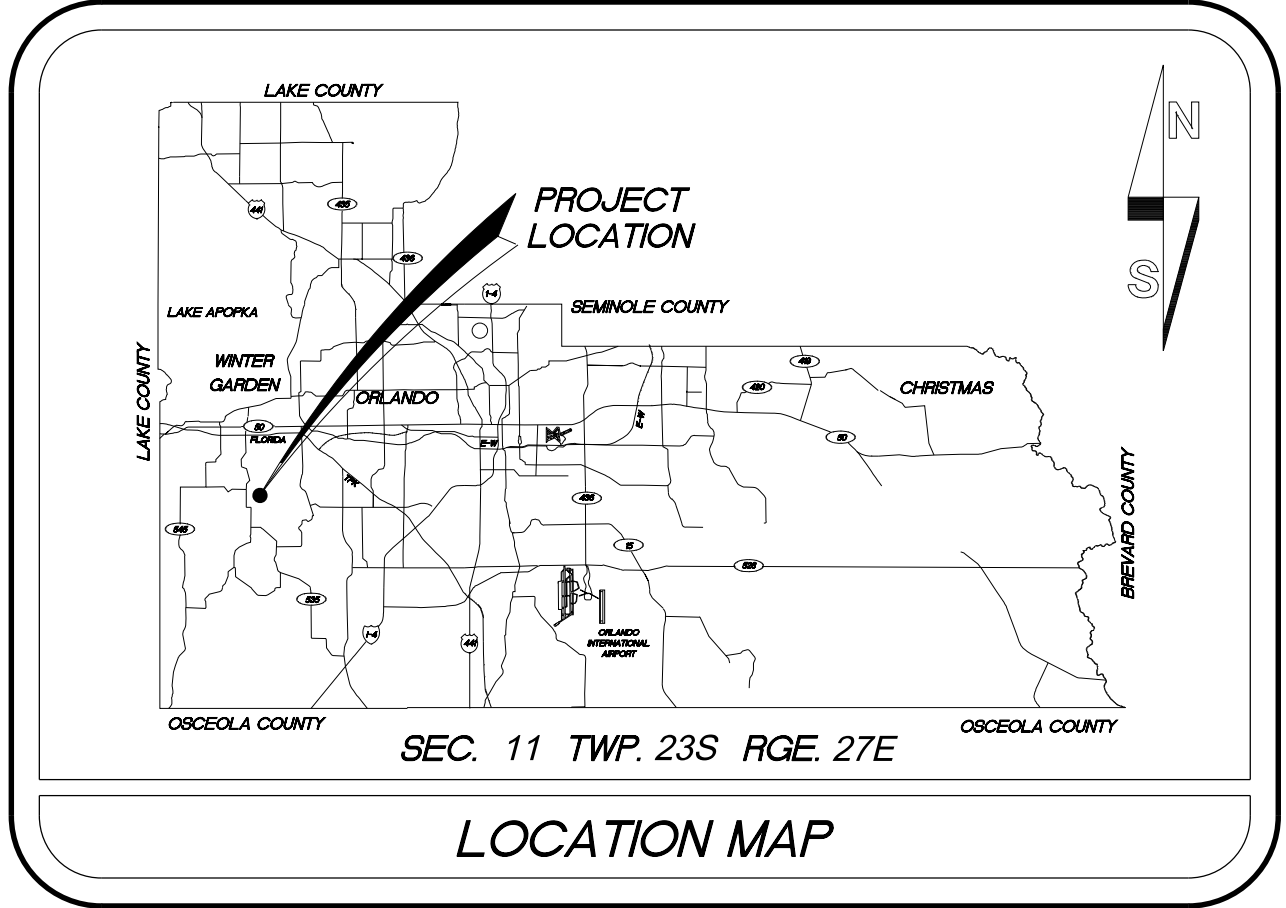 LAKE COUNTY
N
441
435
PROJECT
LOCATION
436
S
I-4
SEMINOLE COUNTY
LAKE APOPKA
LAKE COUNTY
WINTER
GARDEN
419
420
CHRISTMAS
ORLANDO
E-W
50
FLORIDA
E-W
50
TPK
BREVARD COUNTY
436
545
15
528
535
I-4
441
ORLANDO
INTERNATIONAL
AIRPORT
OSCEOLA COUNTY
OSCEOLA COUNTY
SEC. 11 TWP. 23S RGE. 27E
LOCATION MAP